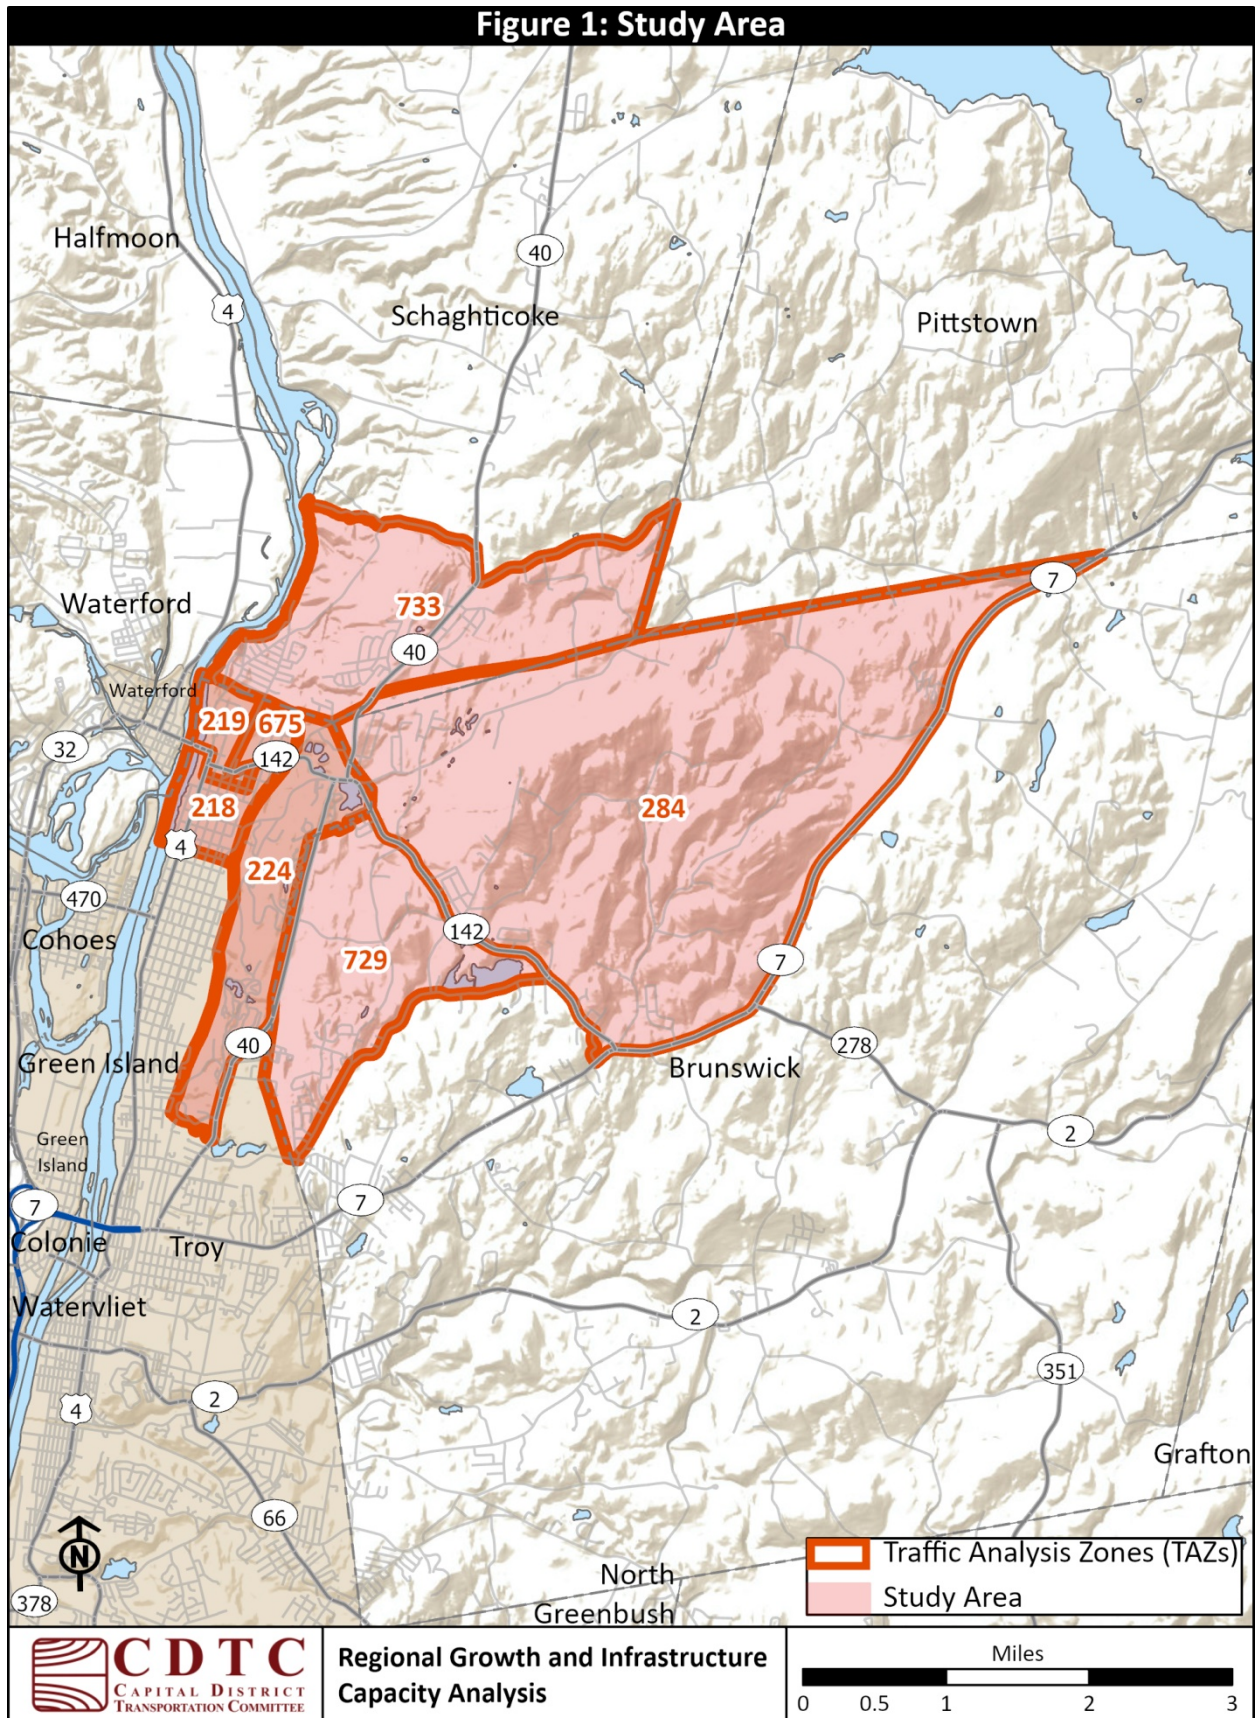 Figure 1: Study Area
Halfmoon
40
4
Schaghticoke
Pittstown
7
733
Waterford
40
Waterford
219
675
32
142
284
218
4
224
470
142
Cohoes
729
7
40
278
Green Island
Brunswick
2
Green
Island
7
7
Colonie
Troy
Watervliet
2
351
2
4
Grafton
66
N
Traffic Analysis Zones (TAZs)
North
Greenbush
Study Area
378
CDTC
CAPITAL DISTRICT
TRANSPORTATION COMMITTEE
Regional Growth and Infrastructure
Capacity Analysis
Miles
0 0.5 1 2 3